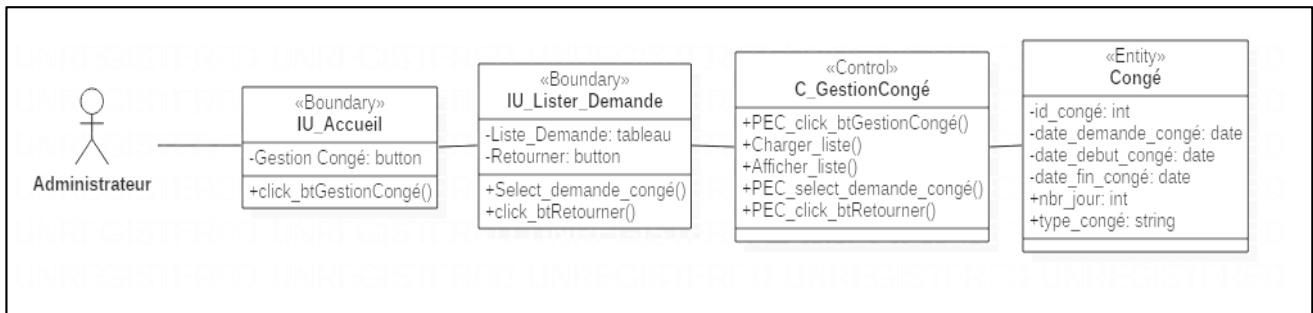 Administrateur
«Boundary»
IU_Accueil
-Gestion Congé: button
+click_btGestionCongé()
«Boundary»
IU_Lister_Demande
-Liste_Demande: tableau
-Retourner: button
+Select_demande_congé()
+click_btRetourner()
«Control»
C_GestionCongé
+PEC_click_btGestionCongé()
+Charger_liste()
+Afficher_liste()
+PEC_select_demande_congé()
+PEC_click_btRetourner()
«Entity»
Congé
-id_congé: int
-date_demande_congé: date
-date_debut_congé: date
-date_fin_congé: date
+nbr_jour: int
+type_congé: string